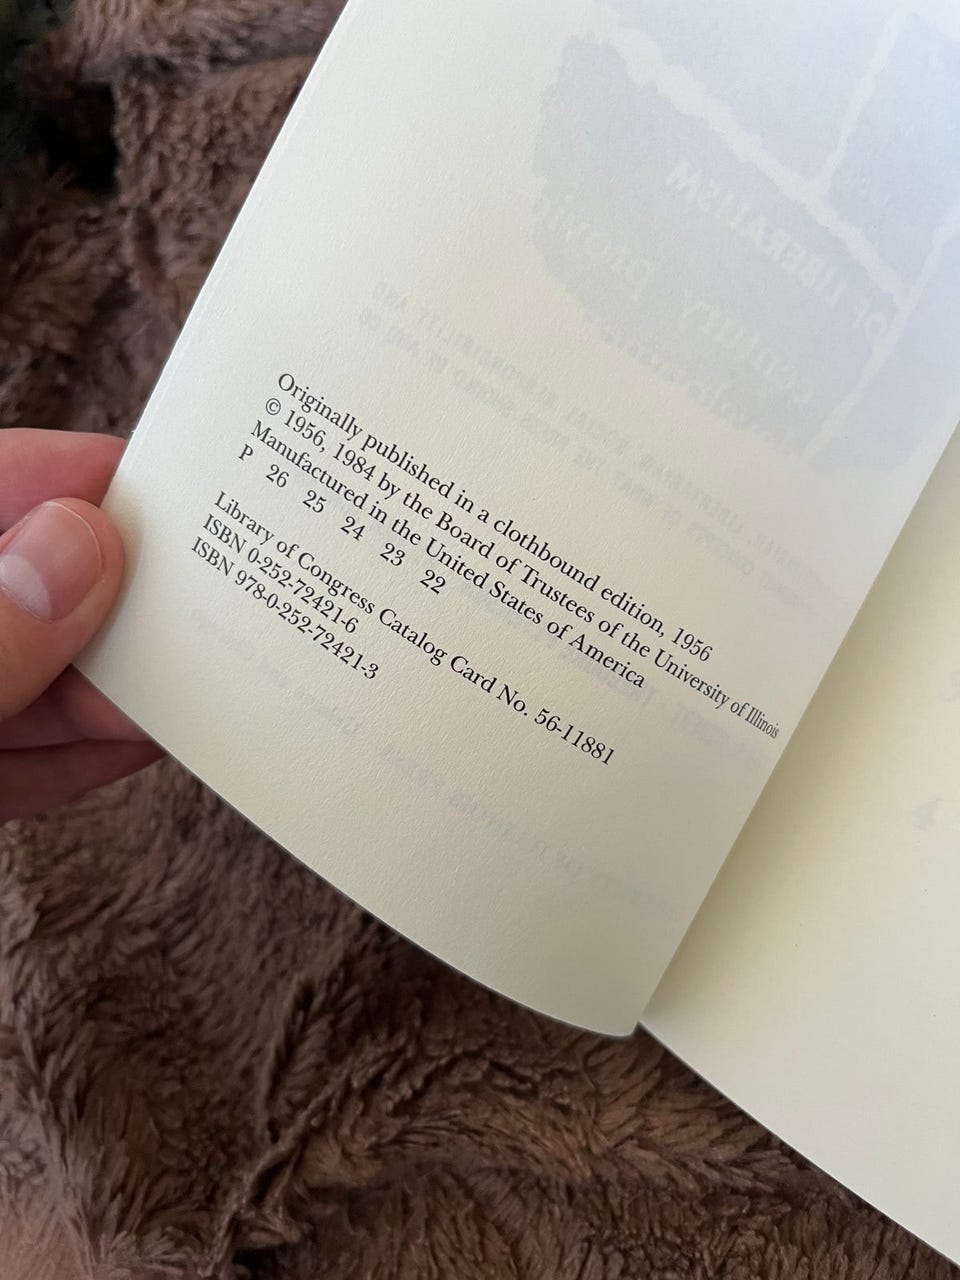 Originally published in a clothbound edition, 1956
© 1956, 1984 by the Board of Trustees of the University of Illinois
Manufactured in the United States of America
P 26 25 24 23 22
Library of Congress Catalog Card No. 56-11881
ISBN 0-252-72421-6
ISBN 978-0-252-72421-3
OF LIBERALISM